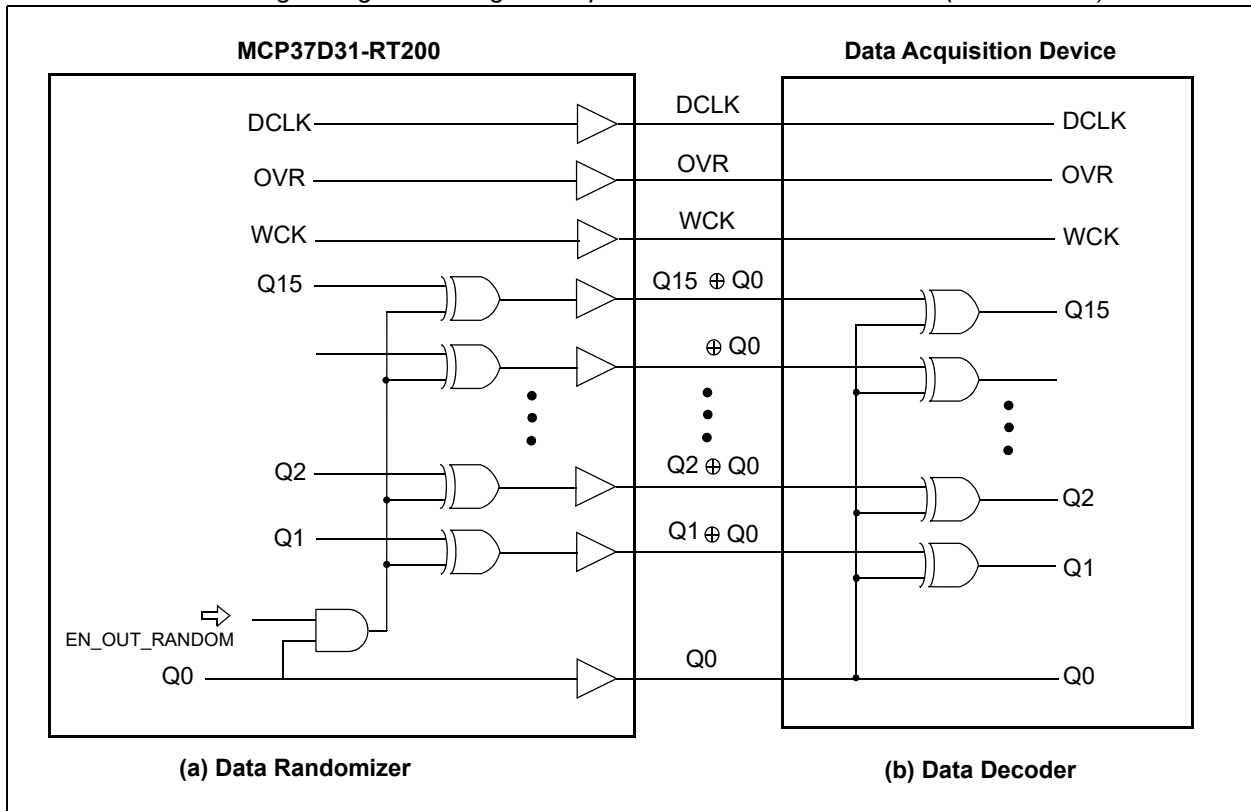 MCP37D31-RT200
Data Acquisition Device
DCLK
DCLK
DCLK
OVR
OVR
OVR
WCK
WCK
WCK
Q15
Q15 ⊕ Q0
Q15
⊕ Q0
Q2
Q2 ⊕ Q0
Q2
Q1
Q1 ⊕ Q0
Q1
EN_OUT_RANDOM
Q0
Q0
Q0
(a) Data Randomizer
(b) Data Decoder